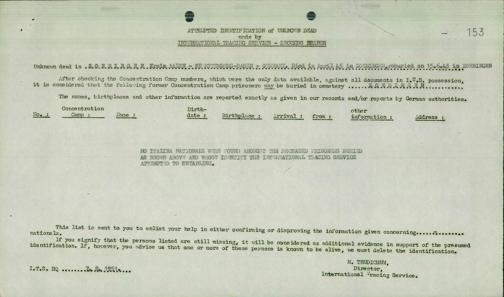 - 153
ATTEMPTED IDENTIFICATION of UNKNOWN DEAD
made by
INTERNATIONAL TRACING SERVICE - RECORDS BRANCH
Unknown dead in
After checking the Concentration Camp numbers, which were the only data available, against all documents in I.T.S. possession,
it is considered that the following former Concentration Camp prisoners may be buried in cemetery
The names, birthplaces and other information are reported exactly as given in our records and/or reports by German authorities.
Concentration Birth- other
No. : Camp : Name : date : Birthplace : Arrival : from : information : Address :
NO ITALIAN NATIONALS WERE FOUND AMONGST THE DECEASED PRISONERS BURIED
AS SHOWN ABOVE AND WHOSE IDENTITY THE INTERNATIONAL TRACING SERVICE
ATTEMPTED TO ESTABLISH.
This list is sent to you to enlist your help in either confirming or disproving the information given concerning
nationals.
If you signify that the persons listed are still missing, it will be considered as additional evidence in support of the presumed
identification. If, however, you advise us that one or more of these persons is known to be alive, we must delete the identification.
I.T.S. HQ
Director,
International Tracing Service.